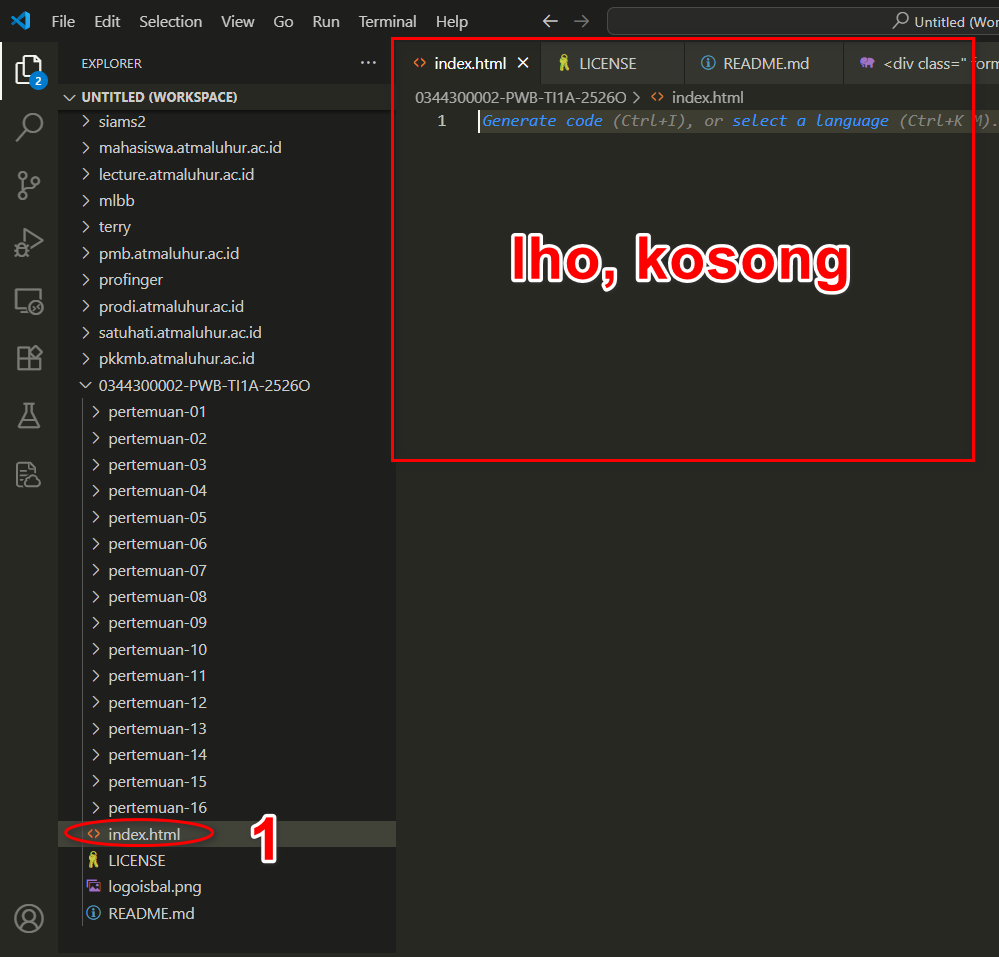 File Edit Selection View Go Run Terminal Help
Untitled (Wor
EXPLORER
index.html
LICENSE
README.md
<div class="form
2
UNTITLED (WORKSPACE)
0344300002-PWB-TI1A-2526O > index.html
1 Generate code (Ctrl+I), or select a language (Ctrl+K M).
siams2
mahasiswa.atmaluhur.ac.id
lecture.atmaluhur.ac.id
mlbb
terry
pmb.atmaluhur.ac.id
profinger
prodi.atmaluhur.ac.id
satuhati.atmaluhur.ac.id
pkkmb.atmaluhur.ac.id
0344300002-PWB-TI1A-2526O
lho, kosong
pertemuan-01
pertemuan-02
pertemuan-03
pertemuan-04
pertemuan-05
pertemuan-06
pertemuan-07
pertemuan-08
pertemuan-09
pertemuan-10
pertemuan-11
pertemuan-12
pertemuan-13
pertemuan-14
pertemuan-15
pertemuan-16
index.html
1
LICENSE
logoisbal.png
README.md